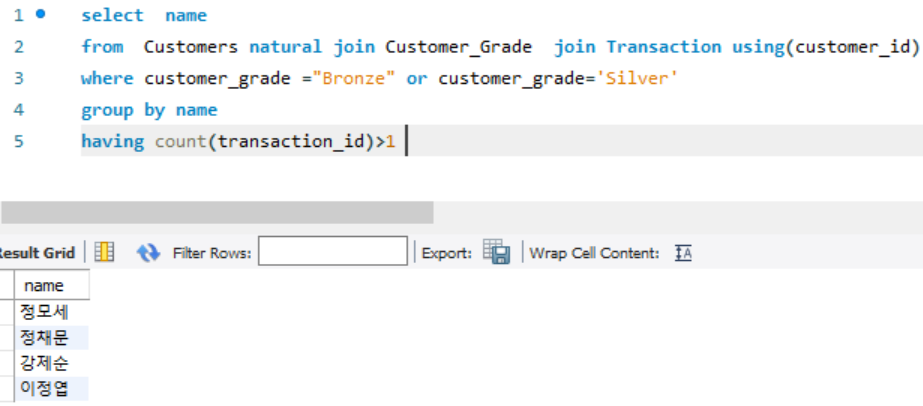 1 select name
2 from Customers natural join Customer_Grade join Transaction using(customer_id)
3 where customer_grade ="Bronze" or customer_grade='Silver'
4 group by name
5 having count(transaction_id)>1
Result Grid Filter Rows: Export: Wrap Cell Content: IA
name
정모세
정채문
강제순
이정엽